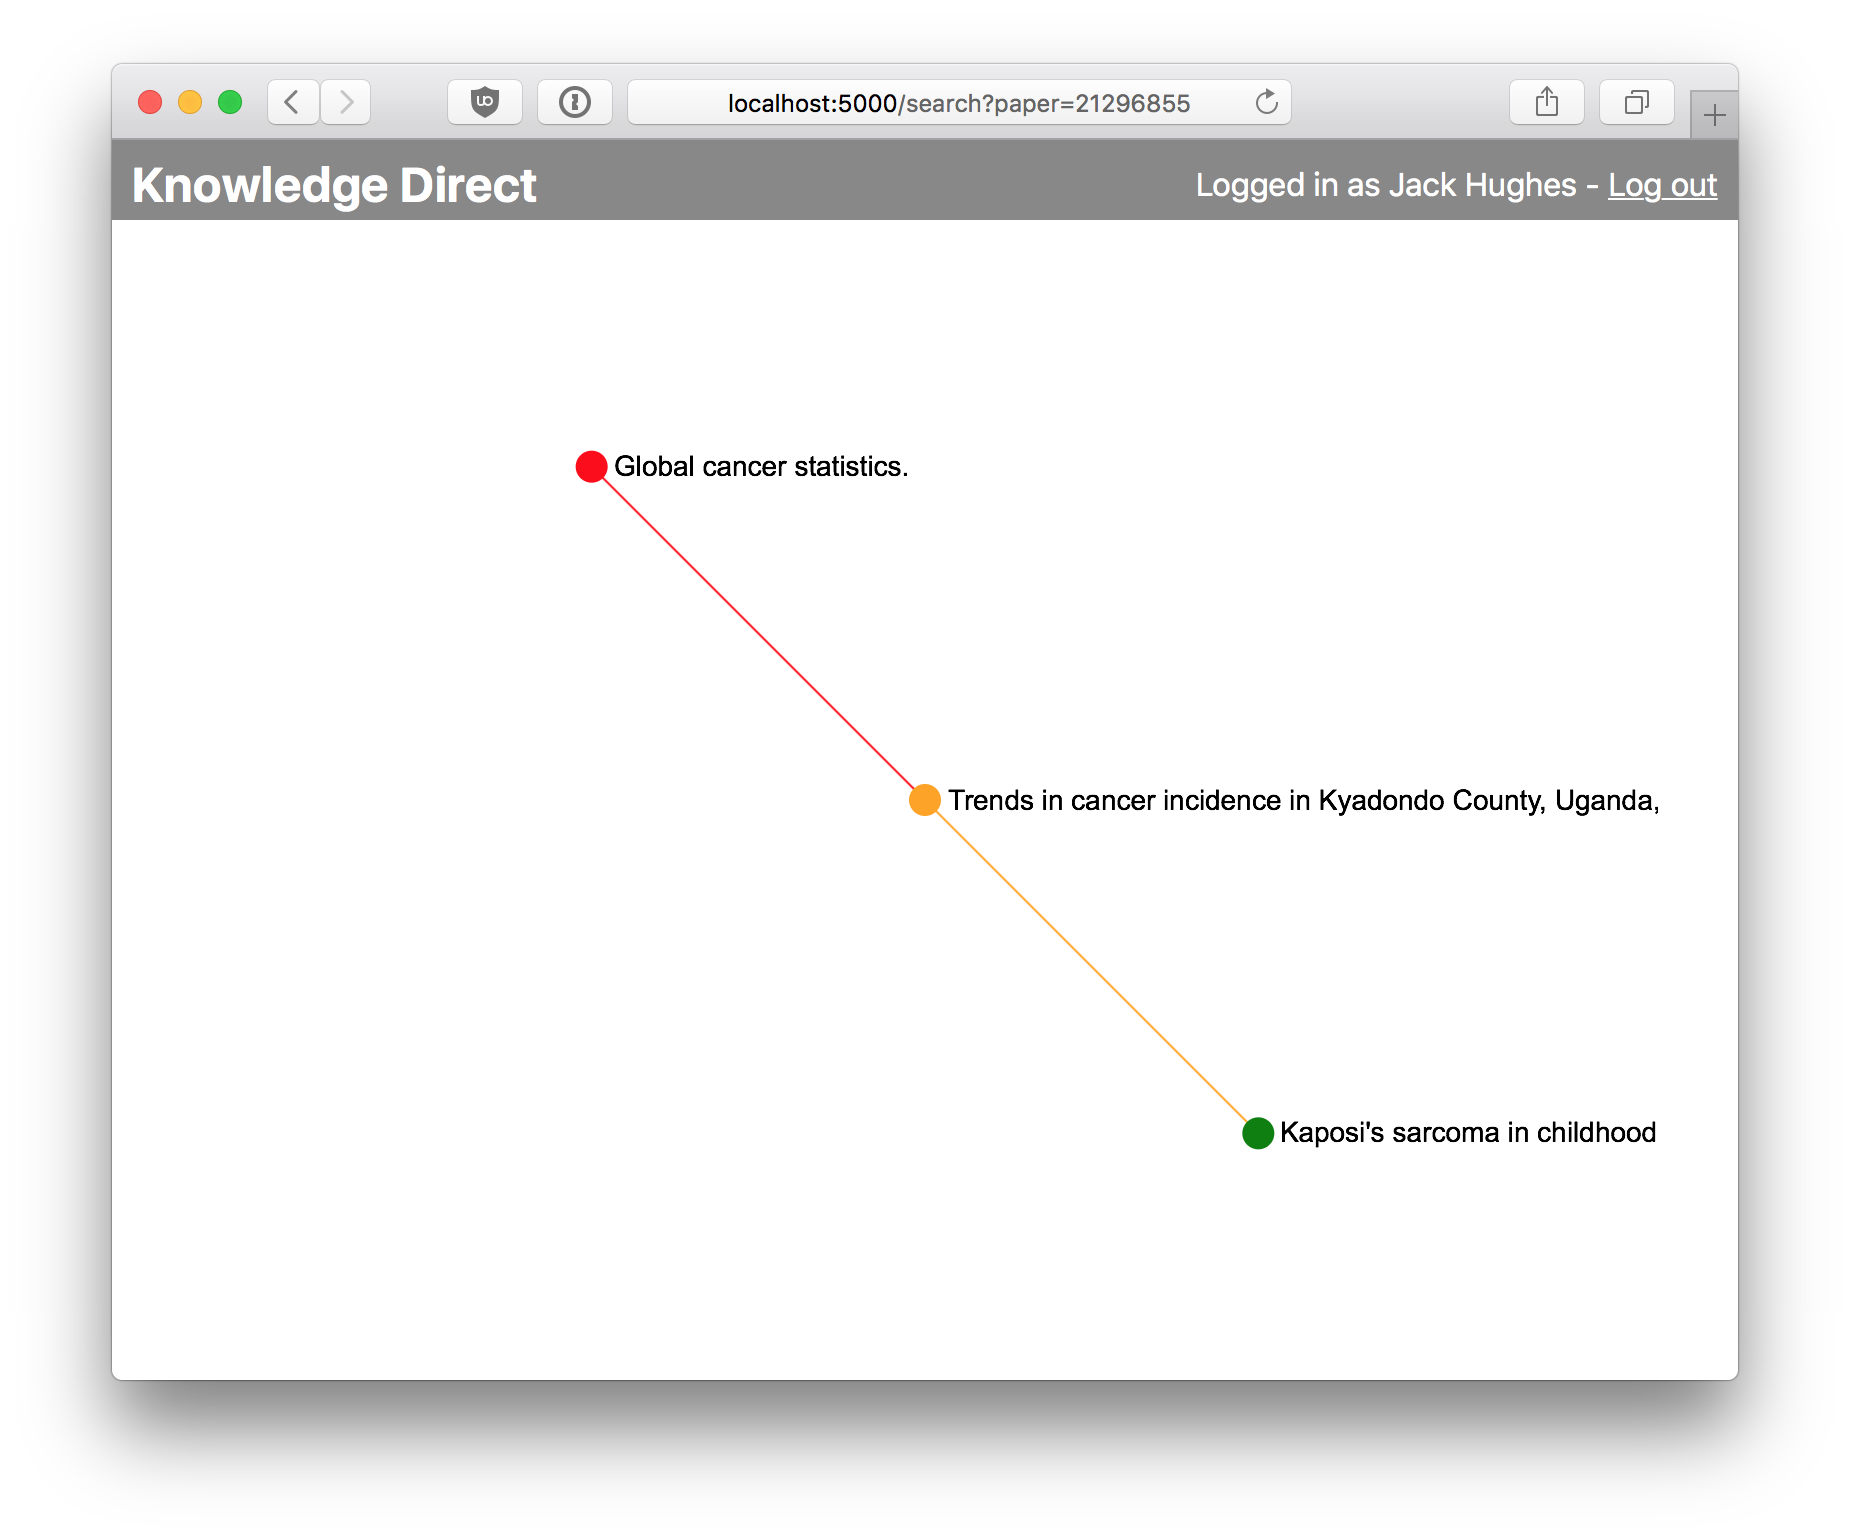 localhost:5000/search?paper=21296855
Knowledge Direct
Logged in as Jack Hughes - Log out
Global cancer statistics.
Trends in cancer incidence in Kyadondo County, Uganda,
Kaposi's sarcoma in childhood